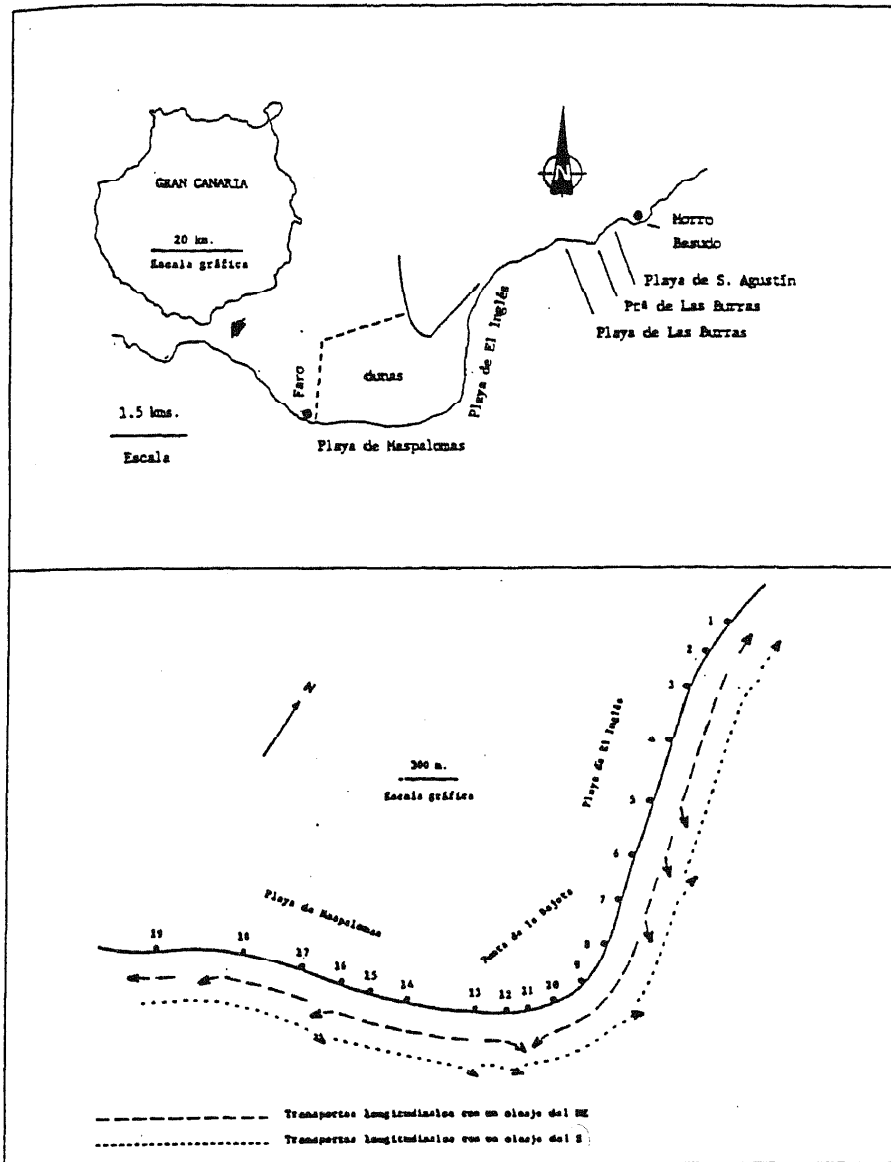 GRAN CANARIA
20 km.
Escala gráfica
N
Morro
Besudo
Playa de S. Agustín
Ptª de Las Burras
Playa de Las Burras
Playa de El Inglés
Faro
dunas
1.5 kms.
Escala
Playa de Maspalomas
N
300 m.
Escala gráfica
Playa de El Inglés
Playa de Maspalomas
Punta de la Bajeta
1
2
3
4
5
6
7
8
9
10
11
12
13
14
15
16
17
18
19
Transportes longitudinales con un oleaje del NE
Transportes longitudinales con un oleaje del S